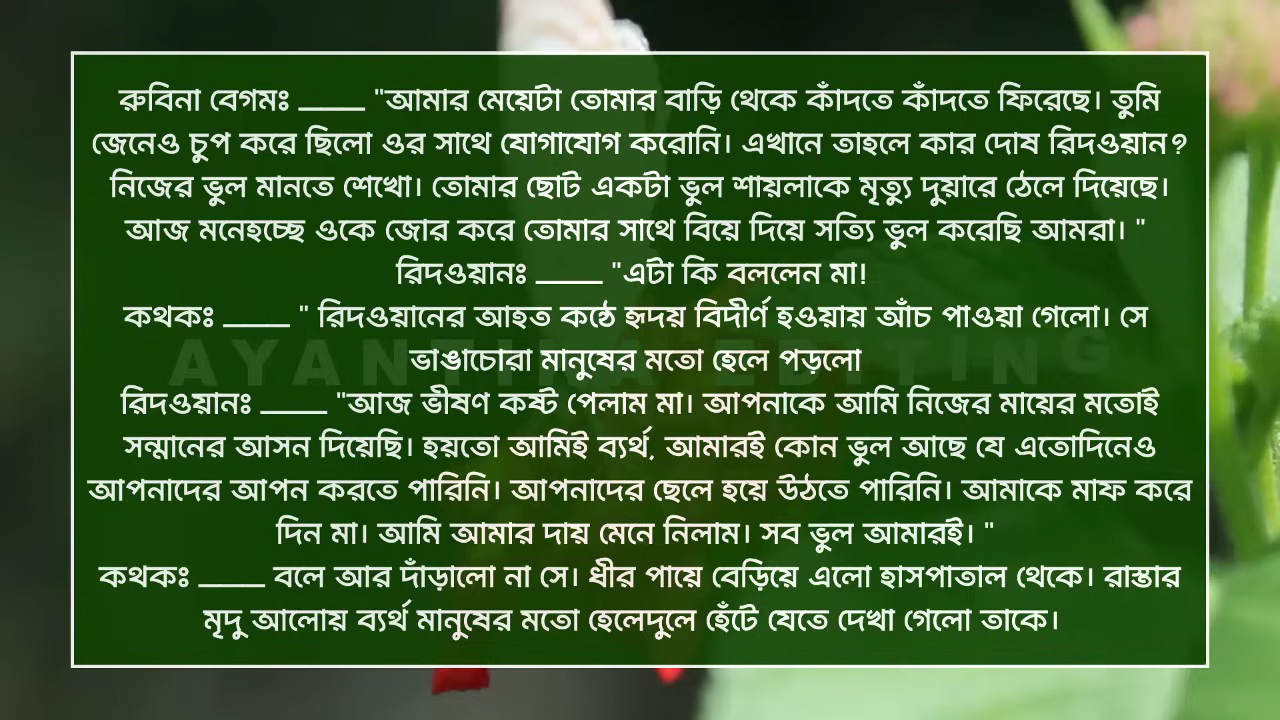 রুবিনা বেগমঃ _____ "আমার মেয়েটা তোমার বাড়ি থেকে কাঁদতে কাঁদতে ফিরেছে। তুমি
জেনেও চুপ করে ছিলো ওর সাথে যোগাযোগ করোনি। এখানে তাহলে কার দোষ রিদওয়ান?
নিজের ভুল মানতে শেখো। তোমার ছোট একটা ভুল শায়লাকে মৃত্যু দুয়ারে ঠেলে দিয়েছে।
আজ মনেহচ্ছে ওকে জোর করে তোমার সাথে বিয়ে দিয়ে সত্যি ভুল করেছি আমরা। "
রিদওয়ানঃ _____ "এটা কি বললেন মা!
কথকঃ _____ " রিদওয়ানের আহত কন্ঠে হৃদয় বিদীর্ণ হওয়ায় আঁচ পাওয়া গেলো। সে
ভাঙাচোরা মানুষের মতো হেলে পড়লো
AYANTIKA EDITING
রিদওয়ানঃ _____ "আজ ভীষণ কষ্ট পেলাম মা। আপনাকে আমি নিজের মায়ের মতোই
সন্মানের আসন দিয়েছি। হয়তো আমিই ব্যর্থ, আমারই কোন ভুল আছে যে এতোদিনেও
আপনাদের আপন করতে পারিনি। আপনাদের ছেলে হয়ে উঠতে পারিনি। আমাকে মাফ করে
দিন মা। আমি আমার দায় মেনে নিলাম। সব ভুল আমারই। "
কথকঃ _____ বলে আর দাঁড়ালো না সে। ধীর পায়ে বেড়িয়ে এলো হাসপাতাল থেকে। রাস্তার
মৃদু আলোয় ব্যর্থ মানুষের মতো হেলেদুলে হেঁটে যেতে দেখা গেলো তাকে।